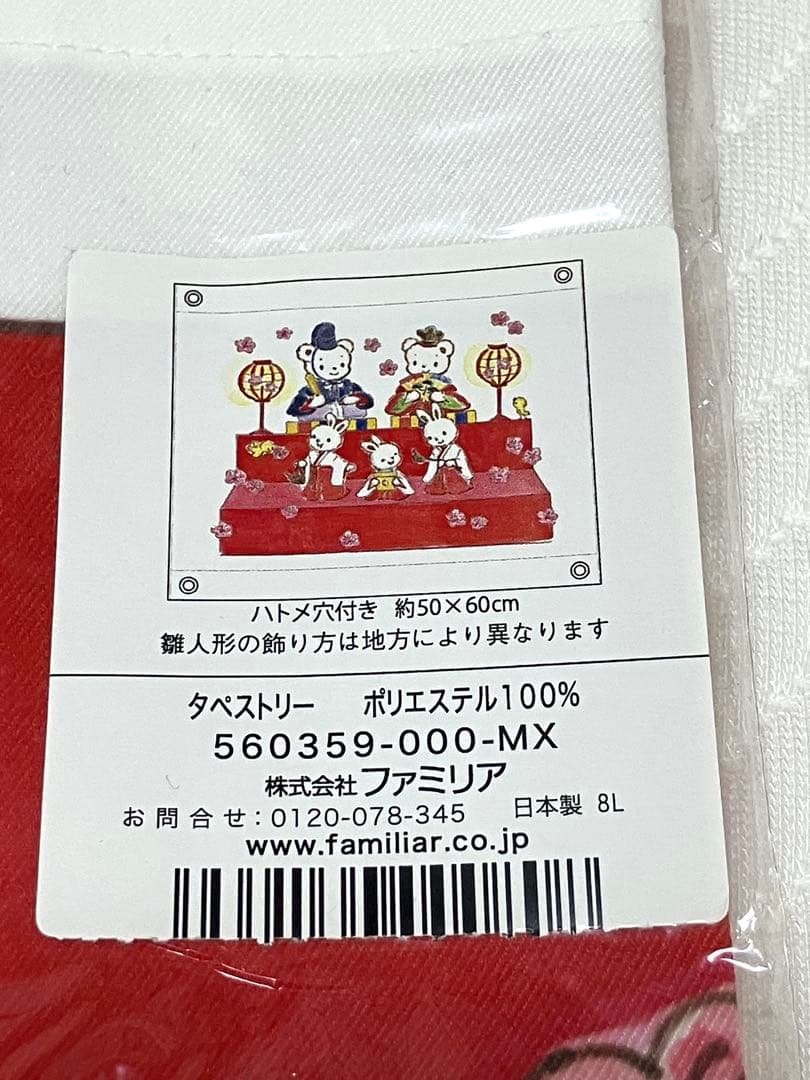 ハトメ穴付き 約50×60cm
雛人形の飾り方は地方により異なります
タペストリー ポリエステル100%
560359-000-MX
株式会社 ファミリア
お問合せ:0120-078-345 日本製 8L
www.familiar.co.jp